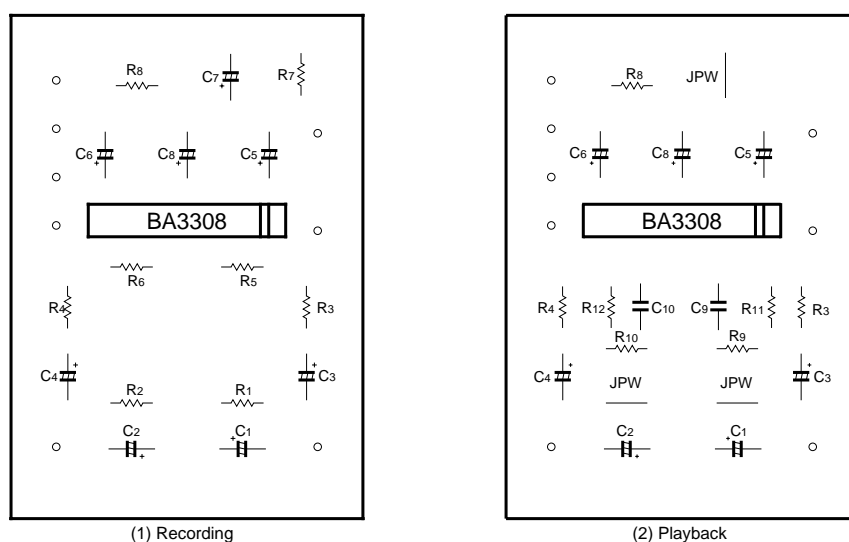 R8
C7
R7
C6
C8
C5
BA3308
R6
R5
R4
R3
C4
C3
R2
R1
C2
C1
(1) Recording
R8
JPW
C6
C8
C5
BA3308
R4
R12
C10
C9
R11
R3
R10
R9
C4
JPW
JPW
C3
C2
C1
(2) Playback